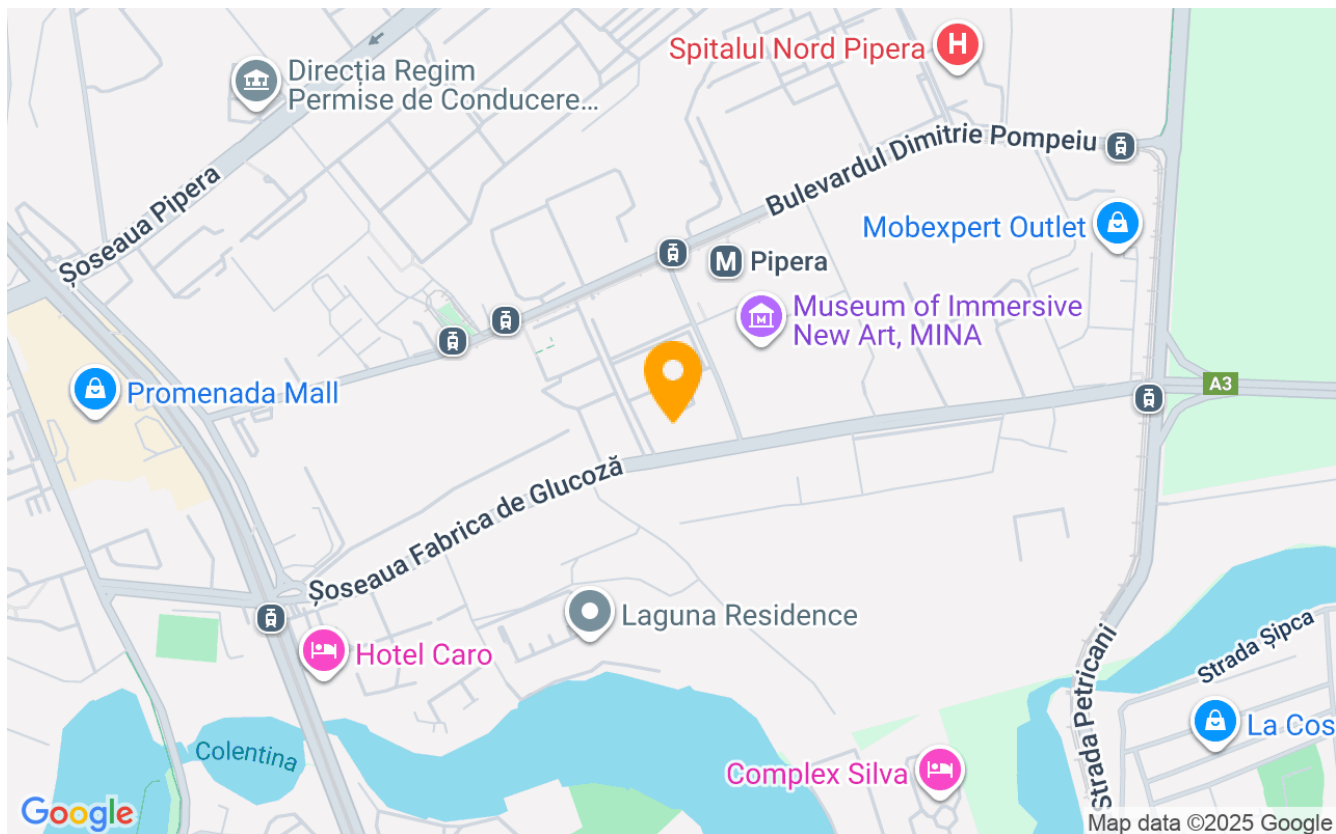 Spitalul Nord Pipera
H
Direcția Regim
Permise de Conducere...
Bulevardul Dimitrie Pompeiu
Șoseaua Pipera
Mobexpert Outlet
M
Pipera
Museum of Immersive
New Art, MINA
Promenada Mall
A3
Șoseaua Fabrica de Glucoză
Laguna Residence
Hotel Caro
Strada Șipca
Strada Petricani
La Cos
Colentina
Complex Silva
Google
Map data ©2025 Google